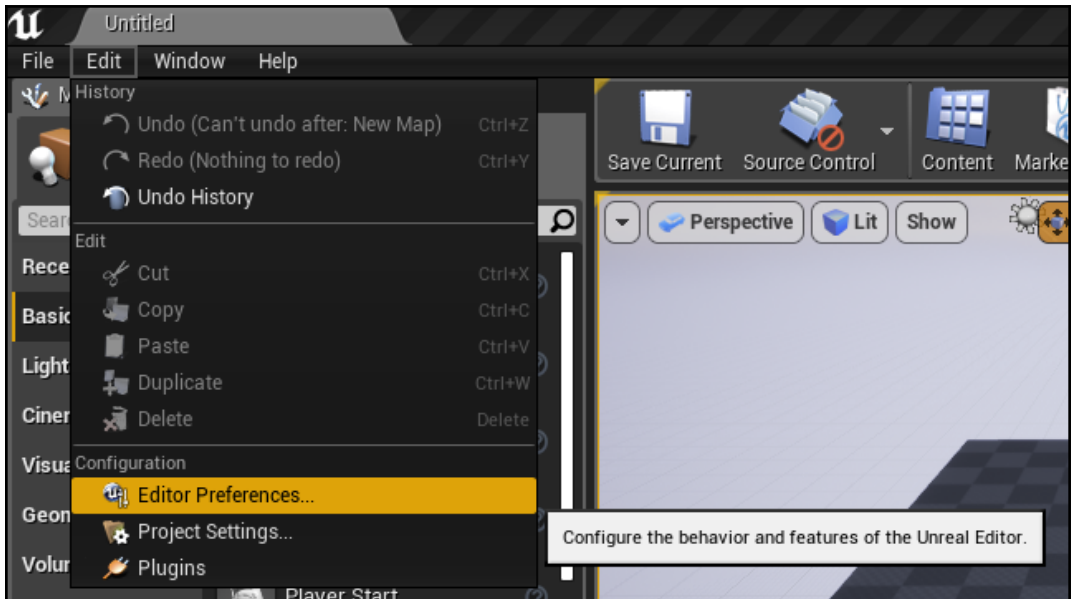 Untitled
File Edit Window Help
History
Undo (Can't undo after: New Map) Ctrl+Z
Redo (Nothing to redo) Ctrl+Y
Undo History
Edit
Cut Ctrl+X
Copy Ctrl+C
Paste Ctrl+V
Duplicate Ctrl+W
Delete Delete
Configuration
Editor Preferences...
Project Settings...
Plugins
M
Sear
Rece
Basic
Light
Ciner
Visua
Geon
Volur
Player Start
Save Current Source Control Content Marke
Perspective Lit Show
Configure the behavior and features of the Unreal Editor.